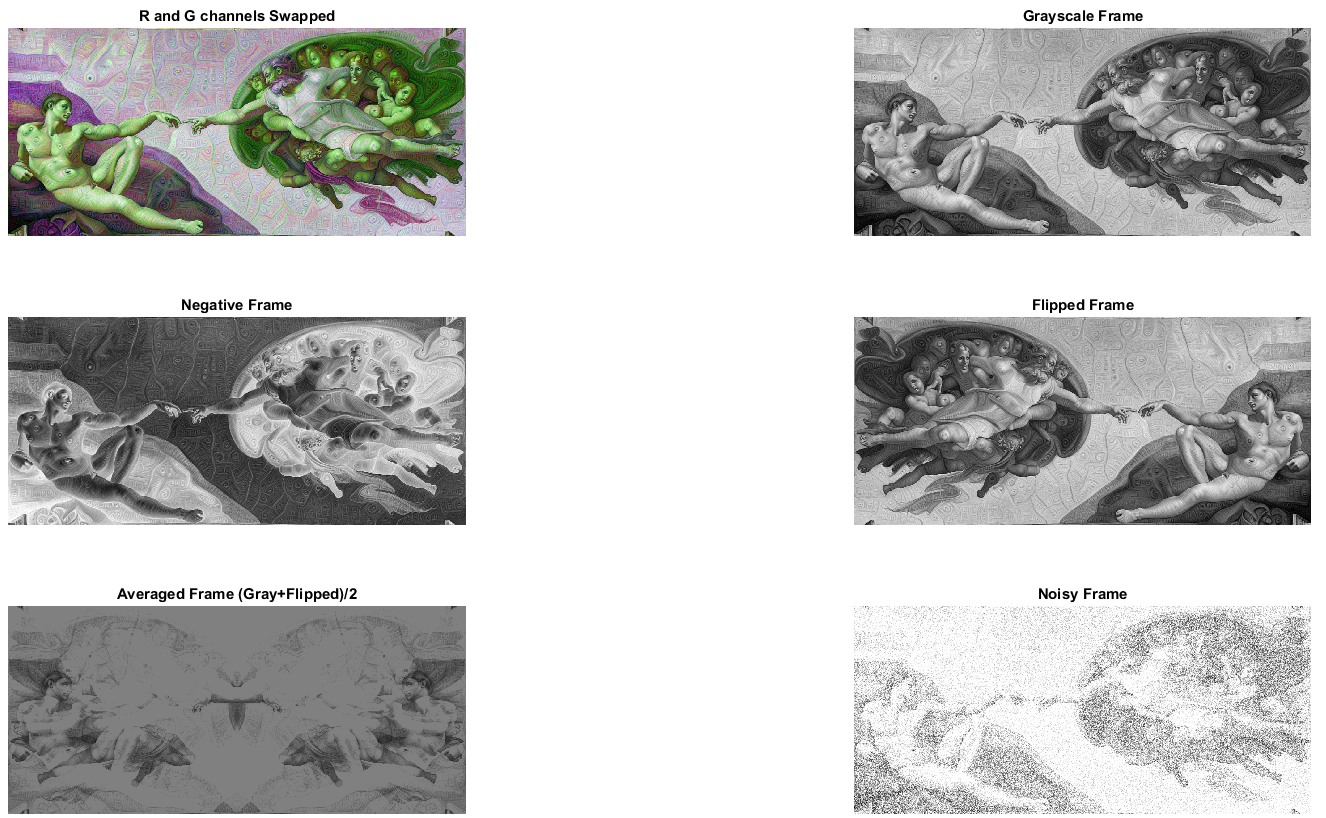 R and G channels Swapped
Grayscale Frame
Negative Frame
Flipped Frame
Averaged Frame (Gray+Flipped)/2
Noisy Frame